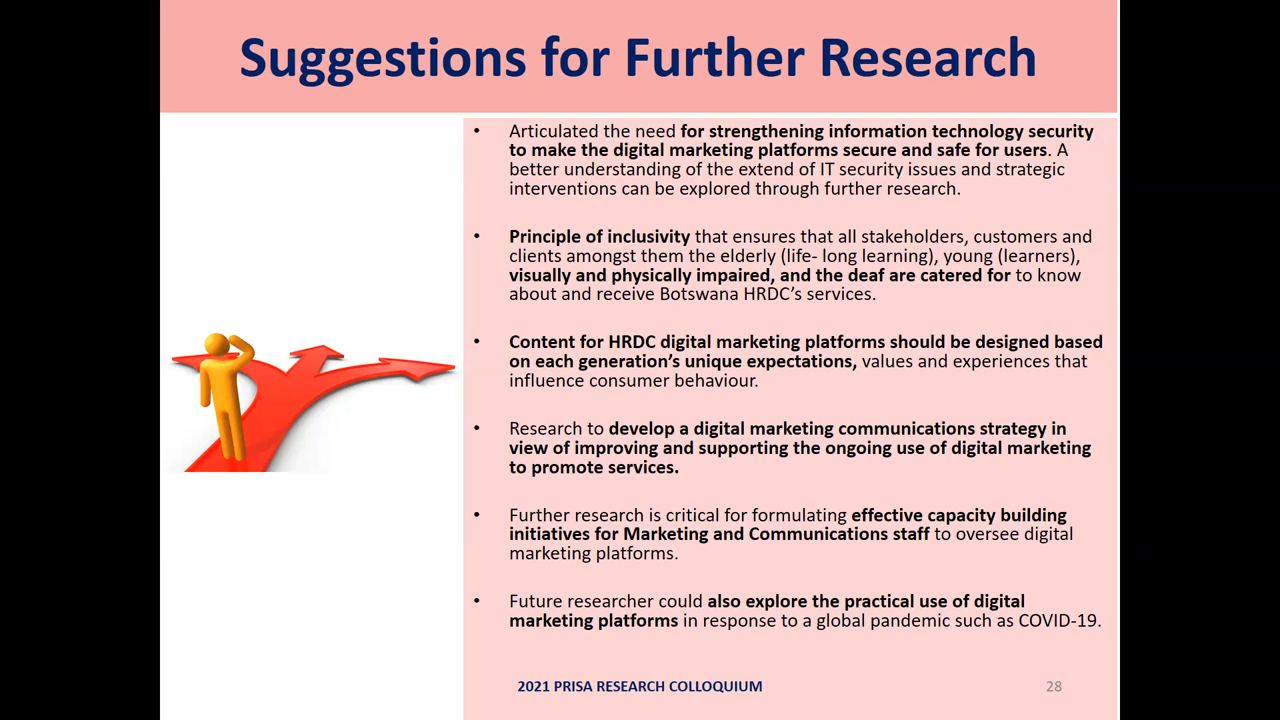 Suggestions for Further Research
• Articulated the need for strengthening information technology security
to make the digital marketing platforms secure and safe for users. A
better understanding of the extend of IT security issues and strategic
interventions can be explored through further research.
• Principle of inclusivity that ensures that all stakeholders, customers and
clients amongst them the elderly (life- long learning), young (learners),
visually and physically impaired, and the deaf are catered for to know
about and receive Botswana HRDC’s services.
• Content for HRDC digital marketing platforms should be designed based
on each generation’s unique expectations, values and experiences that
influence consumer behaviour.
• Research to develop a digital marketing communications strategy in
view of improving and supporting the ongoing use of digital marketing
to promote services.
• Further research is critical for formulating effective capacity building
initiatives for Marketing and Communications staff to oversee digital
marketing platforms.
• Future researcher could also explore the practical use of digital
marketing platforms in response to a global pandemic such as COVID-19.
2021 PRISA RESEARCH COLLOQUIUM
28